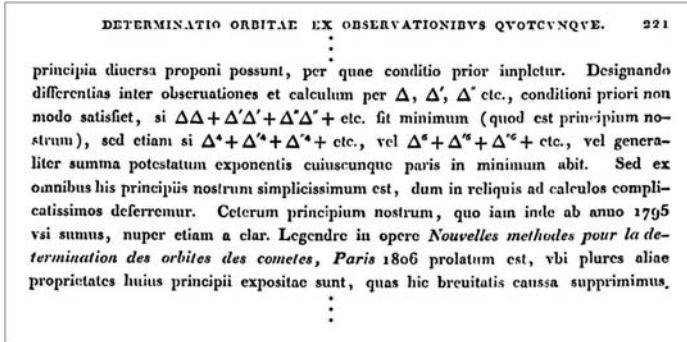 DETERMINATIO ORBITAE EX OBSERVATIONIBVS QVOTCVNQVE. 221
principia diuersa proponi possunt, per quae conditio prior impletur. Designando
differentias inter obseruationes et calculum per Δ, Δ′, Δ″ etc., conditioni priori non
modo satisfiet, si ΔΔ+Δ′Δ′+Δ″Δ″+ etc. fit minimum (quod est principium no-
strum), sed etiam si Δ⁴+Δ′⁴+Δ″⁴+ etc., vel Δ⁶+Δ′⁶+Δ″⁶+ etc., vel genera-
liter summa potestatum exponentis cuiuscunque paris in minimum abit. Sed ex
omnibus his principiis nostrum simplicissimum est, dum in reliquis ad calculos compli-
catissimos deferremur. Ceterum principium nostrum, quo iam inde ab anno 1795
vsi sumus, nuper etiam a clar. Legendre in opere Nouvelles methodes pour la de-
termination des orbites des cometes, Paris 1806 prolatum est, vbi plures aliae
proprietates huius principii expositae sunt, quas hic breuitatis caussa supprimimus.